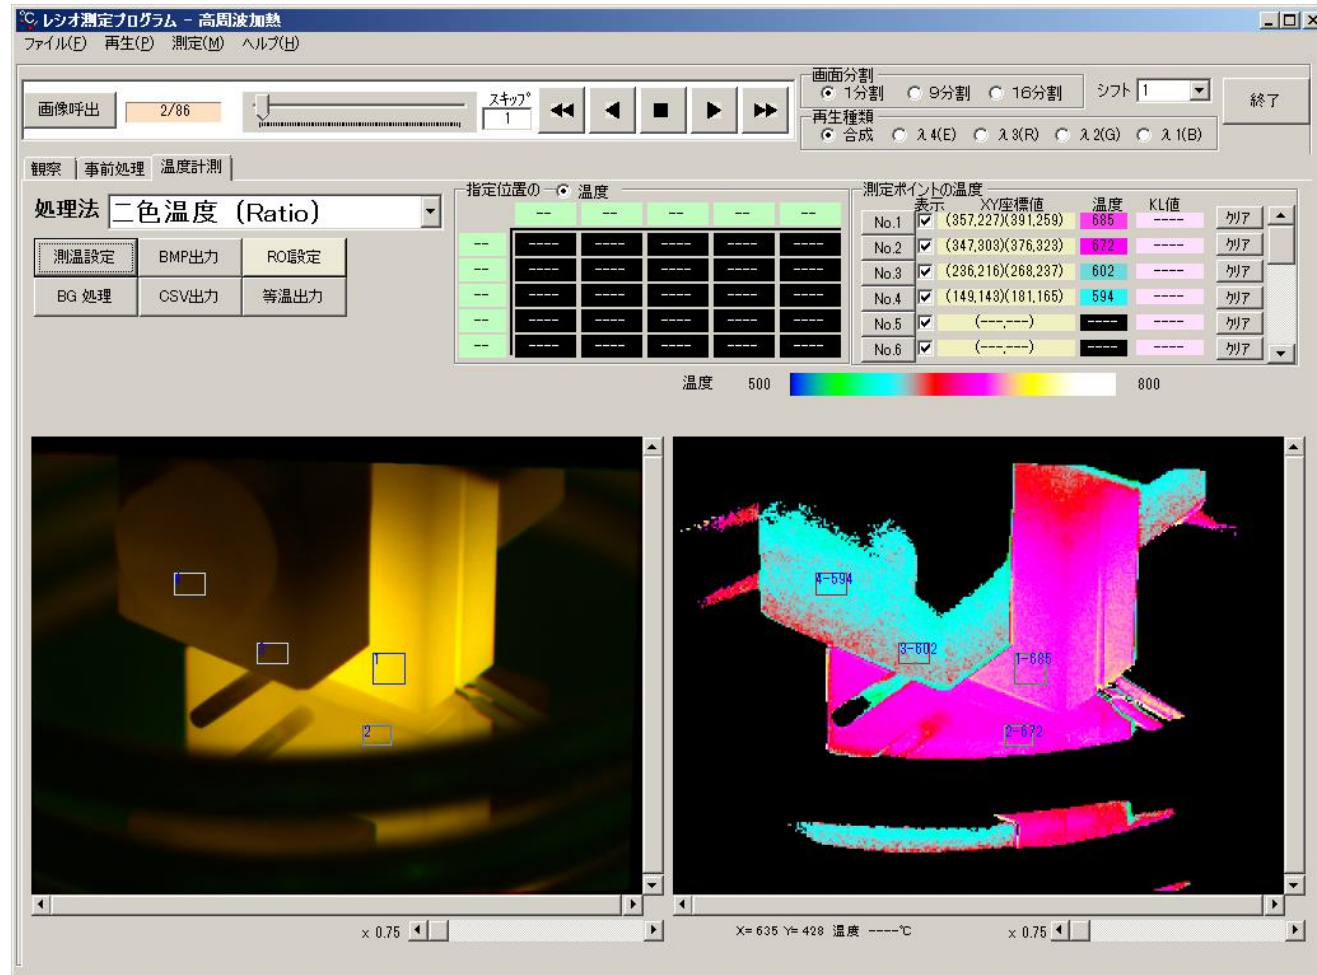 ℃ レシオ測定プログラム - 高周波加熱
ファイル(F) 再生(P) 測定(M) ヘルプ(H)
画像呼出 2/86 スキップ 1
画面分割 1分割 9分割 16分割 シフト 1 終了
再生種類 合成 λ4(E) λ3(R) λ2(G) λ1(B)
観察 事前処理 温度計測
処理法 二色温度 (Ratio)
測温設定 BMP出力 ROI設定
BG 処理 CSV出力 等温出力
指定位置の 温度
-- -- -- -- --
-- ---- ---- ---- ---- ----
-- ---- ---- ---- ---- ----
-- ---- ---- ---- ---- ----
-- ---- ---- ---- ---- ----
-- ---- ---- ---- ---- ----
測定ポイントの温度
表示 XY座標値 温度 KL値
No.1 (357,227)(391,259) 685 ---- クリア
No.2 (347,303)(376,323) 672 ---- クリア
No.3 (236,216)(268,237) 602 ---- クリア
No.4 (149,143)(181,165) 594 ---- クリア
No.5 (---,---) ---- ---- クリア
No.6 (---,---) ---- ---- クリア
温度 500 800
1
2
4-594
3-602
1-685
2-672
x 0.75
X= 635 Y= 428 温度 ----℃ x 0.75